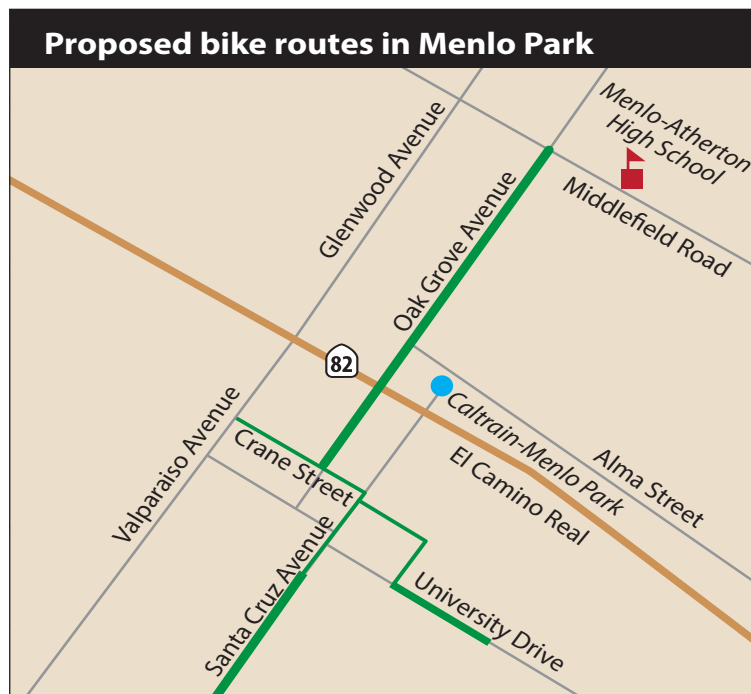 Proposed bike routes in Menlo Park
Menlo-Atherton
High School
Glenwood Avenue
Middlefield Road
Oak Grove Avenue
82
Caltrain-Menlo Park
Valparaiso Avenue
Crane Street
El Camino Real
Alma Street
Santa Cruz Avenue
University Drive